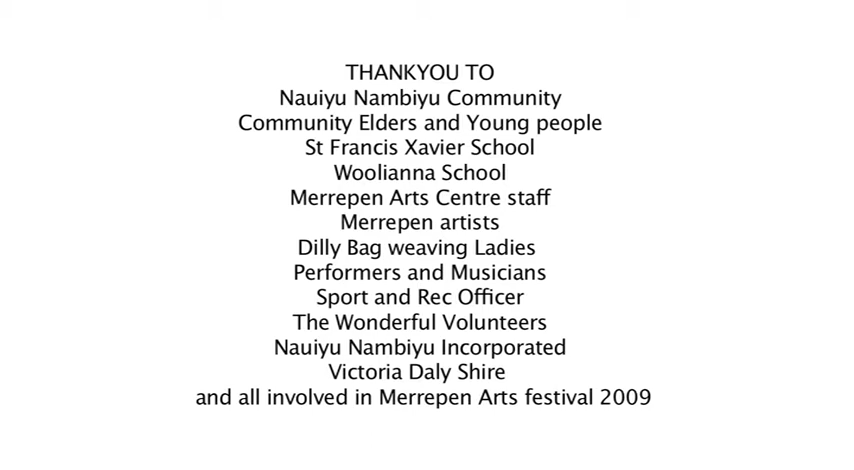 THANKYOU TO
Nauiyu Nambiyu Community
Community Elders and Young people
St Francis Xavier School
Woolianna School
Merrepen Arts Centre staff
Merrepen artists
Dilly Bag weaving Ladies
Performers and Musicians
Sport and Rec Officer
The Wonderful Volunteers
Nauiyu Nambiyu Incorporated
Victoria Daly Shire
and all involved in Merrepen Arts festival 2009